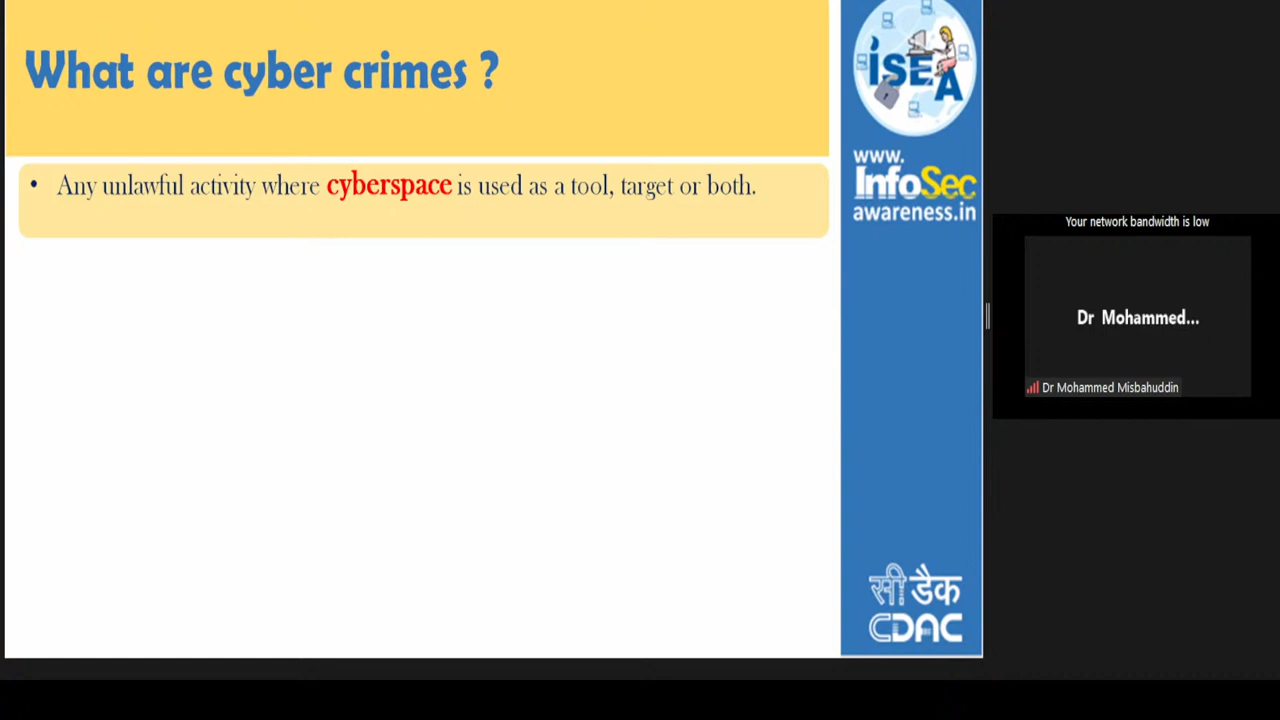 What are cyber crimes ?
• Any unlawful activity where cyberspace is used as a tool, target or both.
iSEA
www.
InfoSec
awareness.in
सी डैक
CDAC
Your network bandwidth is low
Dr Mohammed...
Dr Mohammed Misbahuddin